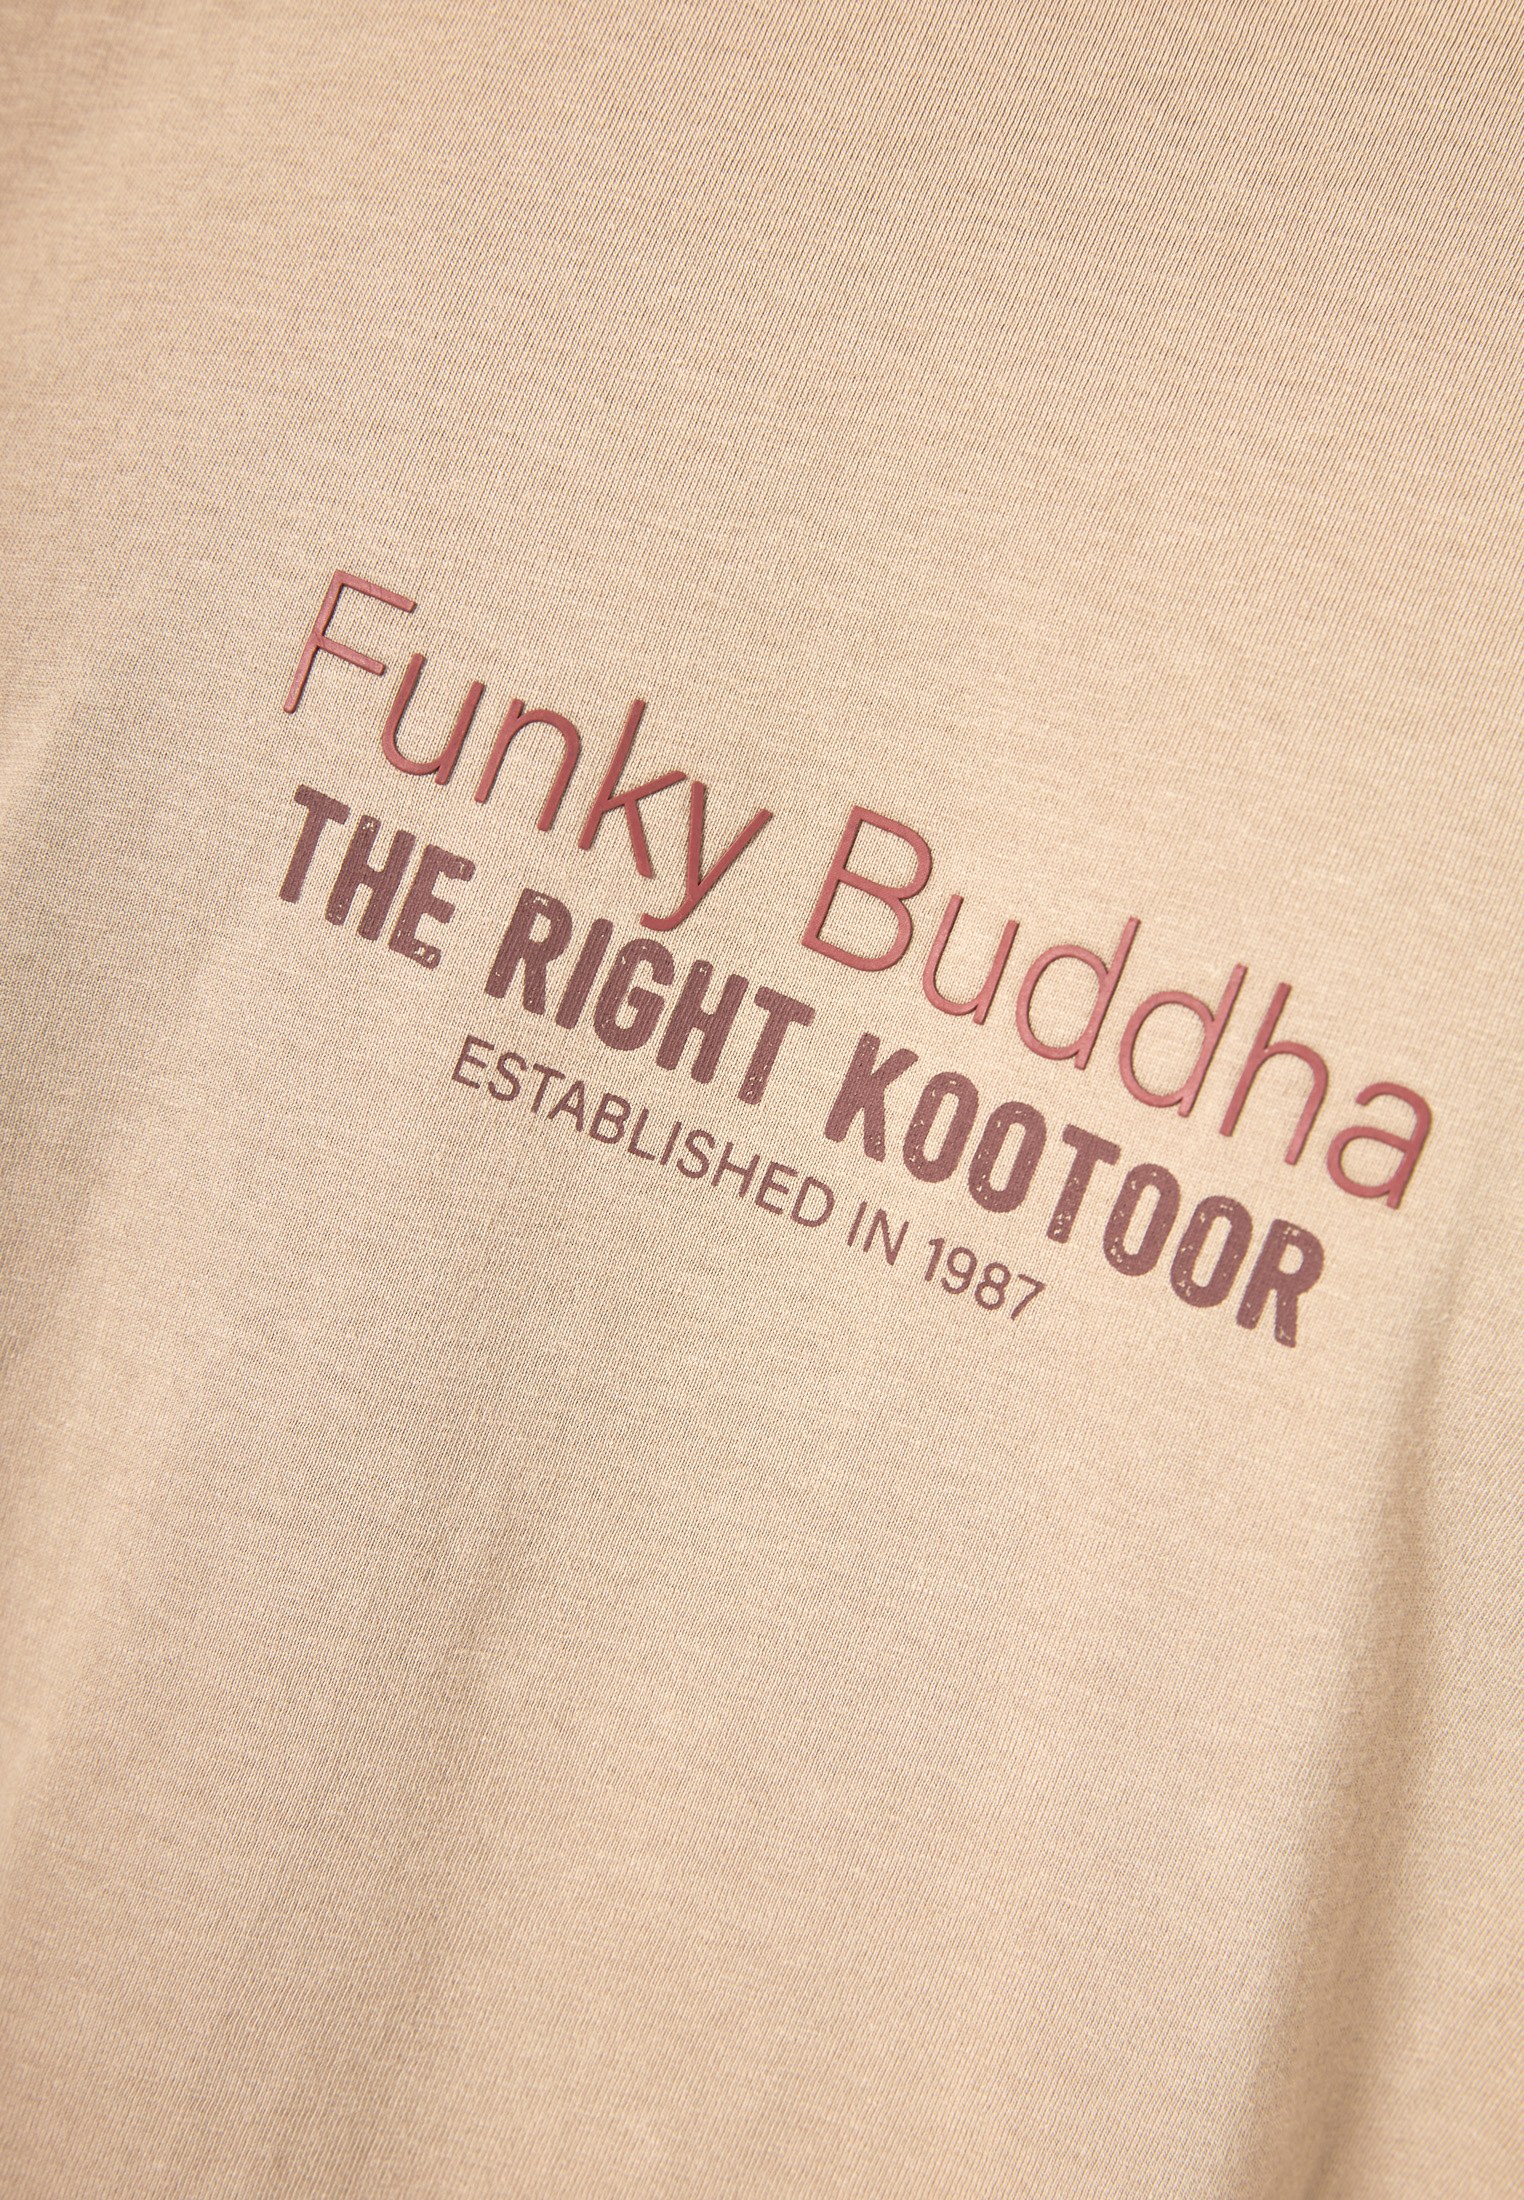 Funky Buddha
THE RIGHT KOOTOOR
ESTABLISHED IN 1987